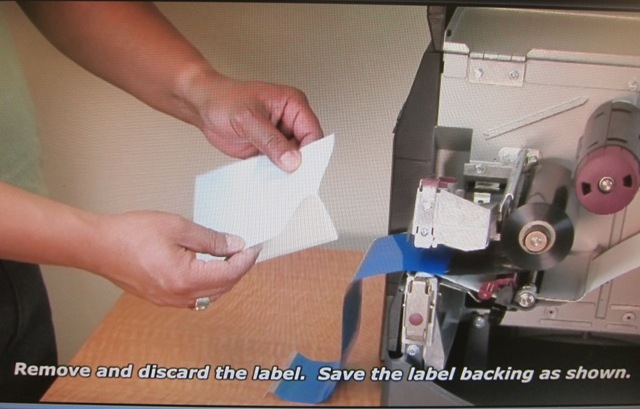 Remove and discard the label.  Save the label backing as shown.